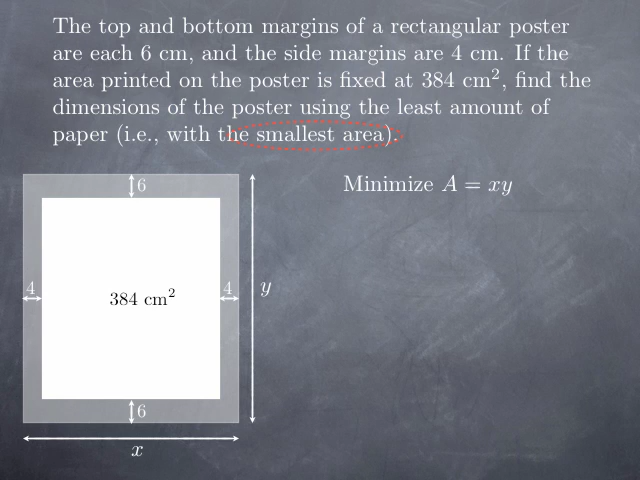 The top and bottom margins of a rectangular poster
are each 6 cm, and the side margins are 4 cm. If the
area printed on the poster is fixed at 384 cm², find the
dimensions of the poster using the least amount of
paper (i.e., with the smallest area).
Minimize A = xy
6
4
384 cm²
4
y
6
x